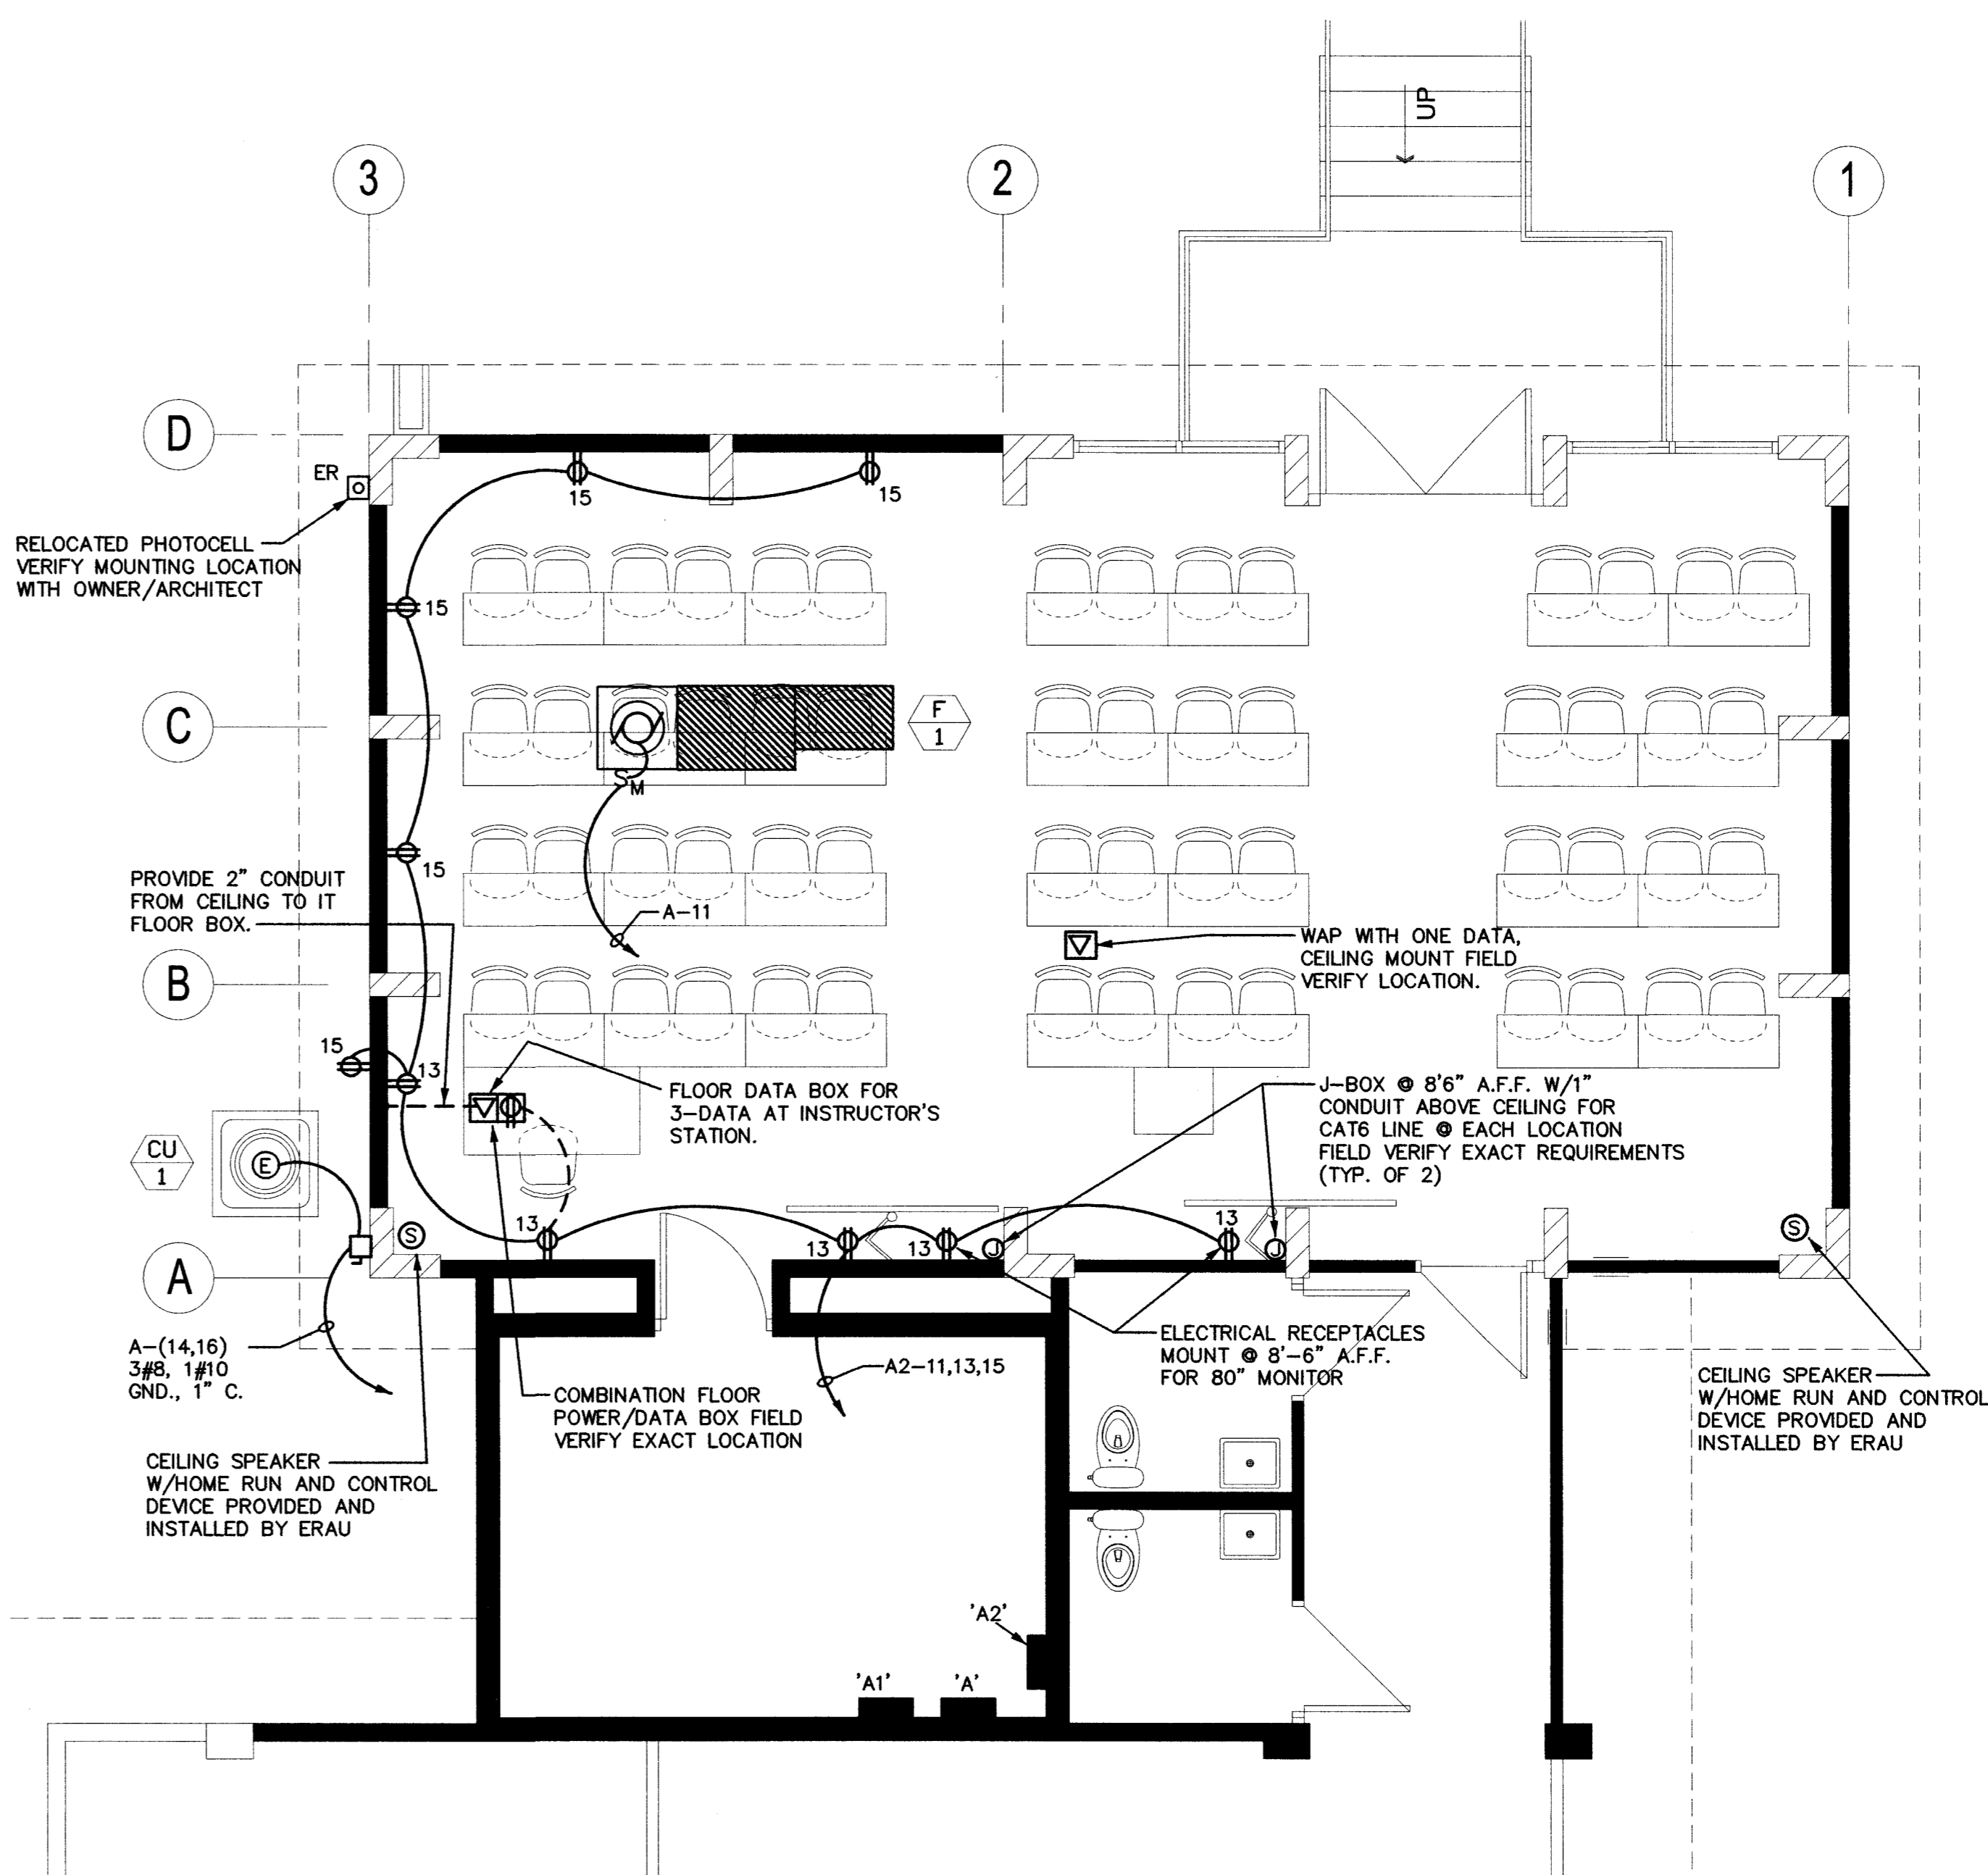 UP
3
2
1
D
ER
15
15
RELOCATED PHOTOCELL
VERIFY MOUNTING LOCATION
WITH OWNER/ARCHITECT
15
C
F
1
S
M
15
PROVIDE 2" CONDUIT
FROM CEILING TO IT
FLOOR BOX.
A-11
WAP WITH ONE DATA,
CEILING MOUNT FIELD
VERIFY LOCATION.
B
15
13
FLOOR DATA BOX FOR
3-DATA AT INSTRUCTOR'S
STATION.
J-BOX @ 8'6" A.F.F. W/1"
CONDUIT ABOVE CEILING FOR
CAT6 LINE @ EACH LOCATION
FIELD VERIFY EXACT REQUIREMENTS
(TYP. OF 2)
CU
1
E
S
13
13
13
J
13
J
S
A
A-(14,16)
3#8, 1#10
GND., 1" C.
ELECTRICAL RECEPTACLES
MOUNT @ 8'-6" A.F.F.
FOR 80" MONITOR
A2-11,13,15
COMBINATION FLOOR
POWER/DATA BOX FIELD
VERIFY EXACT LOCATION
CEILING SPEAKER
W/HOME RUN AND CONTROL
DEVICE PROVIDED AND
INSTALLED BY ERAU
CEILING SPEAKER
W/HOME RUN AND CONTROL
DEVICE PROVIDED AND
INSTALLED BY ERAU
'A2'
'A1'
'A'